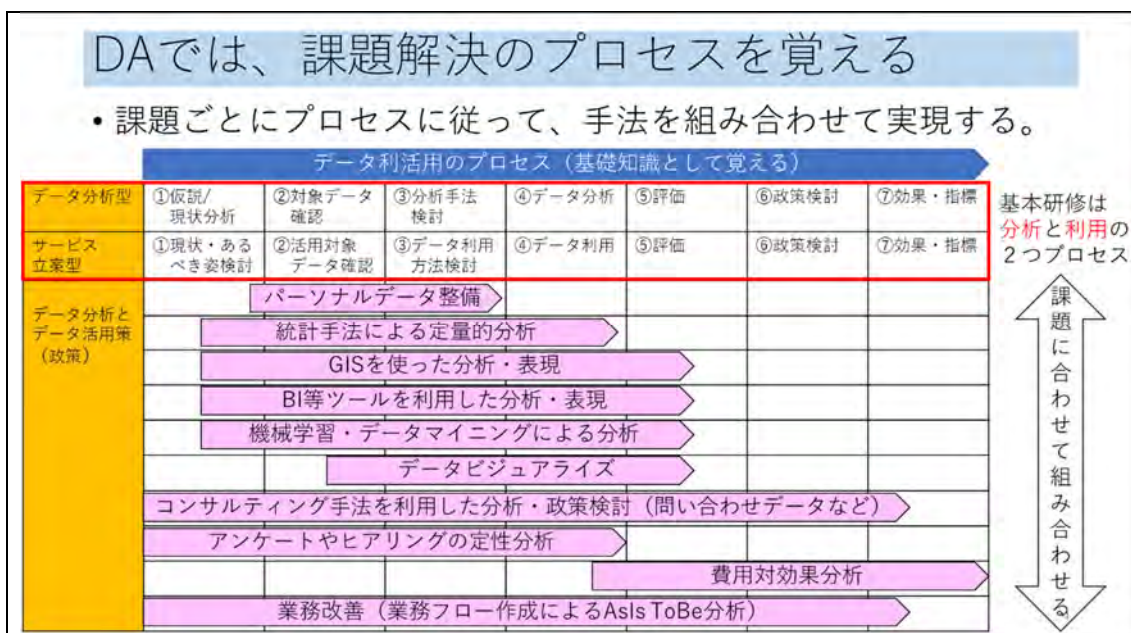 DAでは、課題解決のプロセスを覚える
• 課題ごとにプロセスに従って、手法を組み合わせて実現する。
データ利活用のプロセス（基礎知識として覚える）
データ分析型
①仮説/
現状分析
②対象データ
確認
③分析手法
検討
④データ分析
⑤評価
⑥政策検討
⑦効果・指標
サービス
立案型
①現状・ある
べき姿検討
②活用対象
データ確認
③データ利用
方法検討
④データ利用
⑤評価
⑥政策検討
⑦効果・指標
基本研修は
分析と利用の
２つプロセス
データ分析と
データ活用策
（政策）
パーソナルデータ整備
統計手法による定量的分析
GISを使った分析・表現
BI等ツールを利用した分析・表現
機械学習・データマイニングによる分析
データビジュアライズ
コンサルティング手法を利用した分析・政策検討（問い合わせデータなど）
アンケートやヒアリングの定性分析
費用対効果分析
業務改善（業務フロー作成によるAsIs ToBe分析）
課題に合わせて組み合わせる